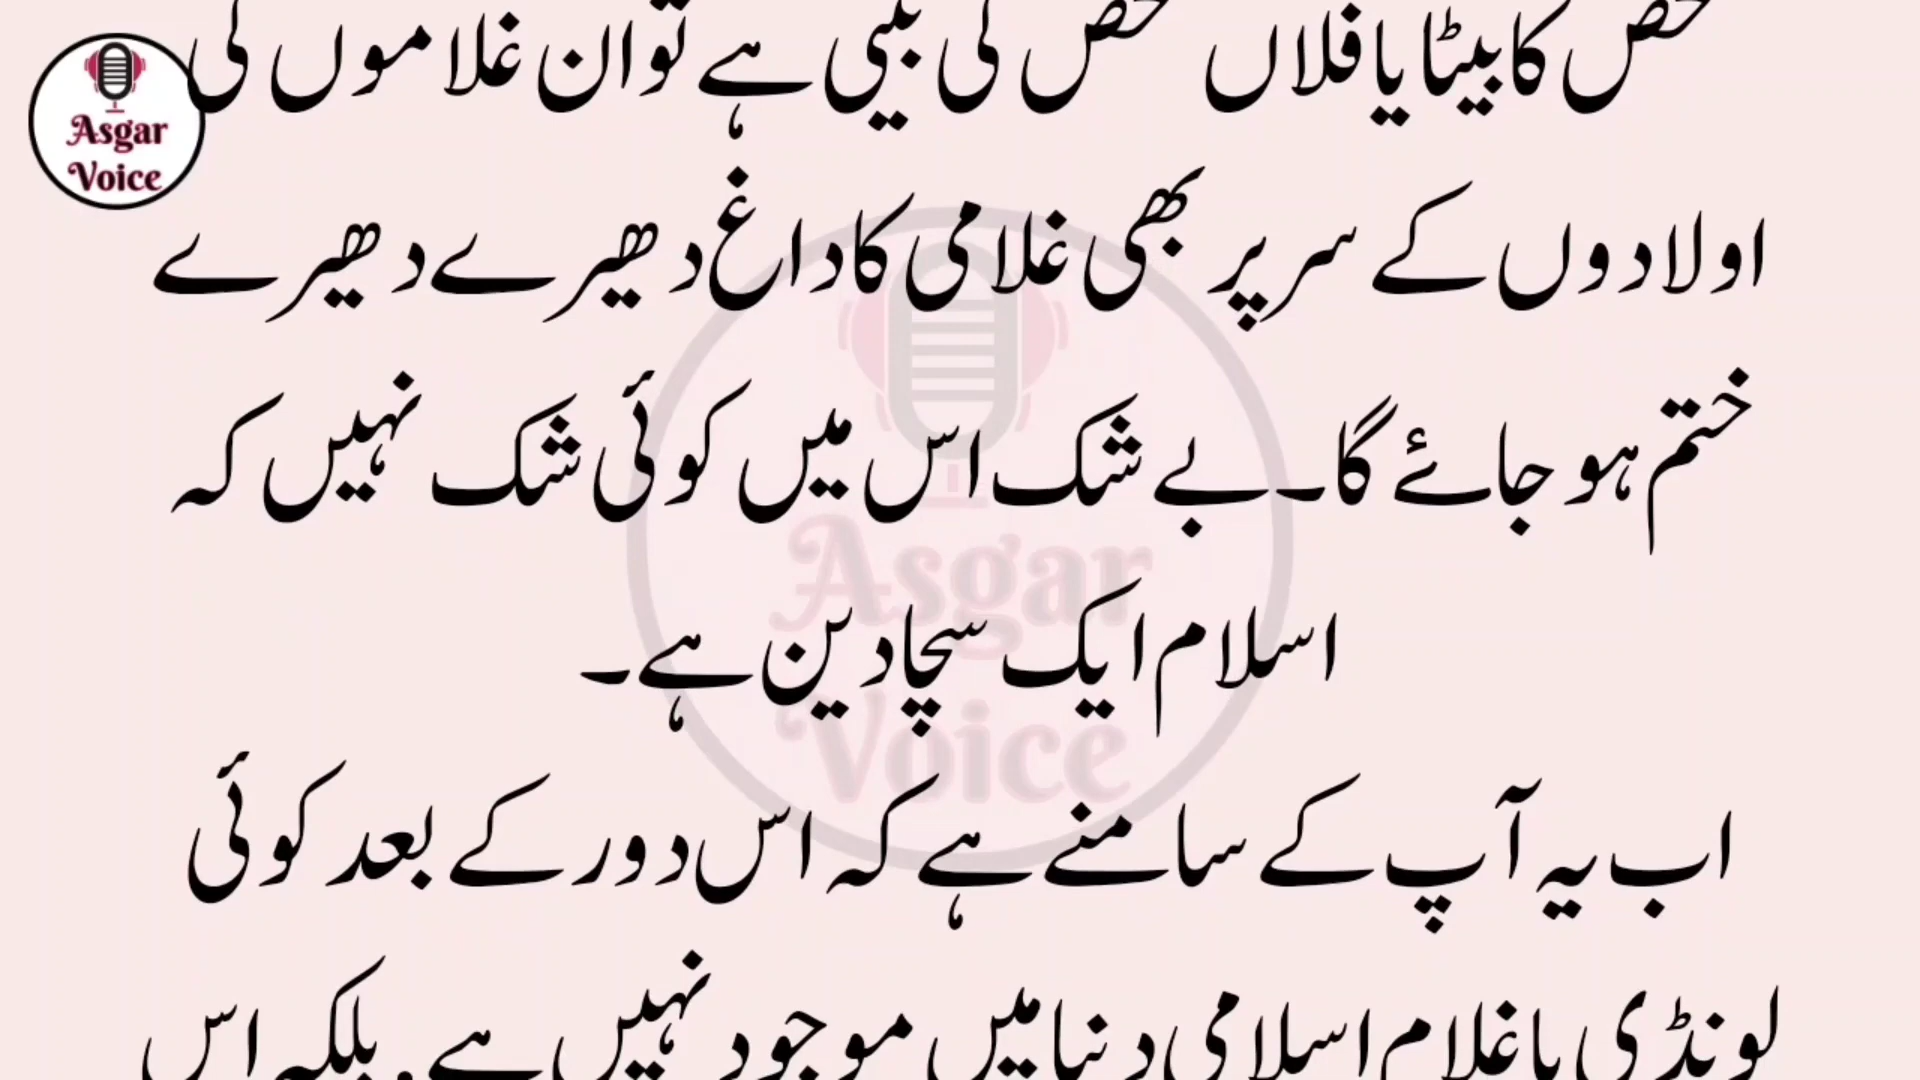 شخص کا بیٹا یا فلاں شخص کی بیٹی ہے تو ان غلاموں کی
اولادوں کے سر پر بھی غلامی کا داغ دھیرے دھیرے
ختم ہو جائے گا۔ بے شک اس میں کوئی شک نہیں کہ
اسلام ایک سچا دین ہے۔
اب یہ آپ کے سامنے ہے کہ اس دور کے بعد کوئی
لونڈی یا غلام اسلامی دنیا میں موجود نہیں ہے۔ بلکہ اس
Asgar
Voice
Asgar
Voice